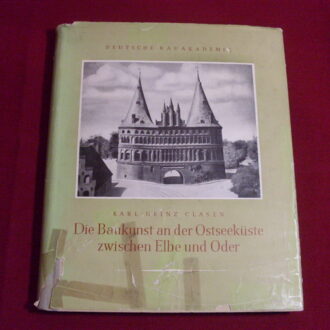 DEUTSCHE BAUAKADEMIE
KARL HEINZ CLASEN
Die Baukunst an der Ostseeküste
zwischen Elbe und Oder